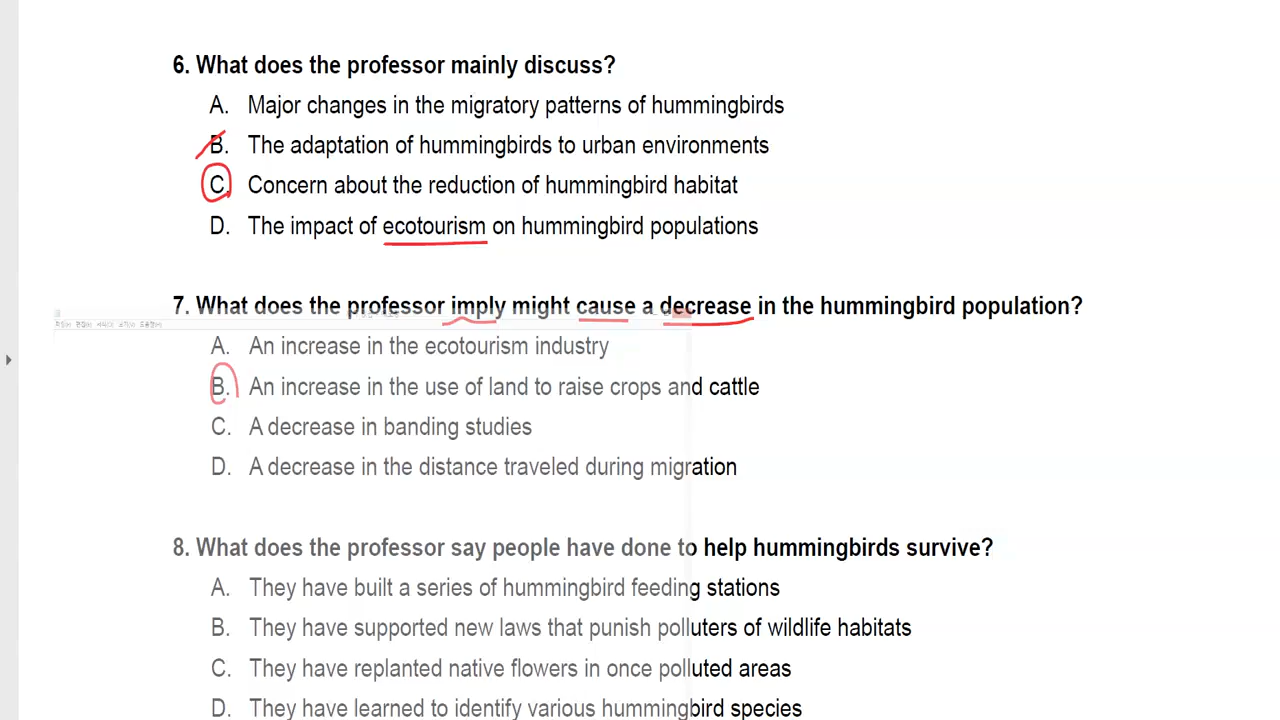 6. What does the professor mainly discuss?
A. Major changes in the migratory patterns of hummingbirds
B. The adaptation of hummingbirds to urban environments
C. Concern about the reduction of hummingbird habitat
D. The impact of ecotourism on hummingbird populations
7. What does the professor imply might cause a decrease in the hummingbird population?
A. An increase in the ecotourism industry
B. An increase in the use of land to raise crops and cattle
C. A decrease in banding studies
D. A decrease in the distance traveled during migration
8. What does the professor say people have done to help hummingbirds survive?
A. They have built a series of hummingbird feeding stations
B. They have supported new laws that punish polluters of wildlife habitats
C. They have replanted native flowers in once polluted areas
D. They have learned to identify various hummingbird species